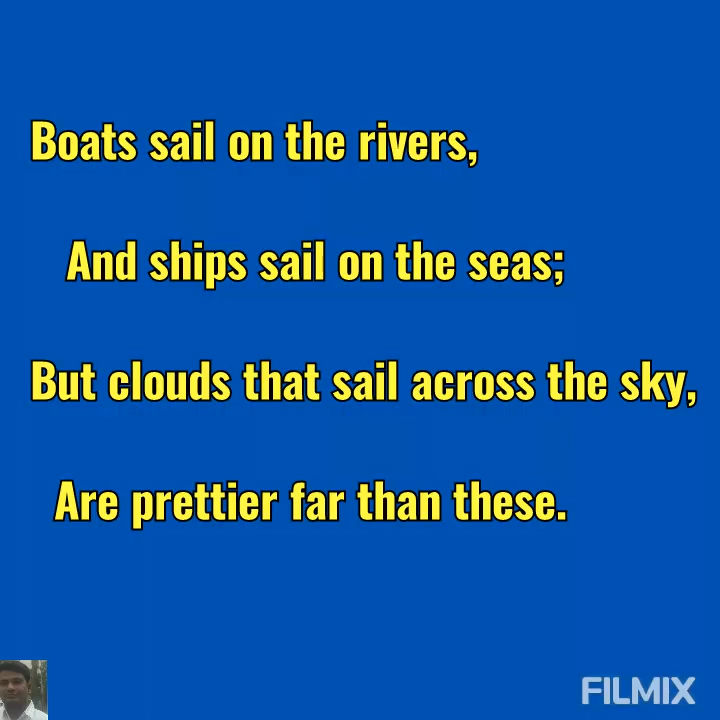 Boats sail on the rivers,
And ships sail on the seas;
But clouds that sail across the sky,
Are prettier far than these.
FILMIX